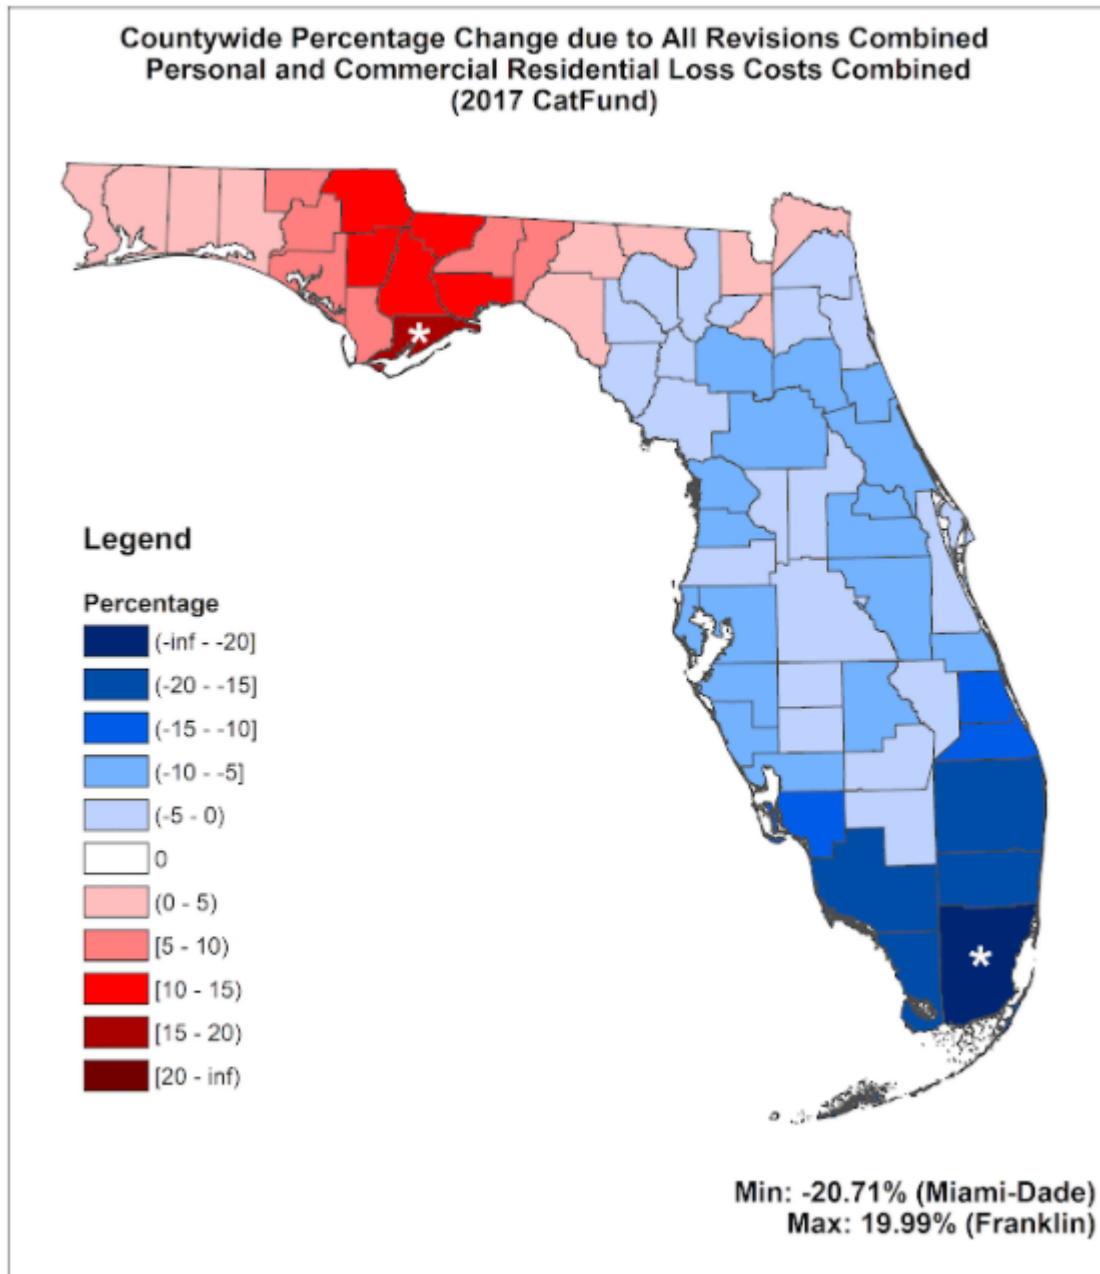 Countywide Percentage Change due to All Revisions Combined
Personal and Commercial Residential Loss Costs Combined
(2017 CatFund)
*
Legend
Percentage
(-inf - -20]
(-20 - -15]
(-15 - -10]
(-10 - -5]
(-5 - 0)
0
(0 - 5)
[5 - 10)
[10 - 15)
[15 - 20)
[20 - inf)
*
Min: -20.71% (Miami-Dade)
Max: 19.99% (Franklin)